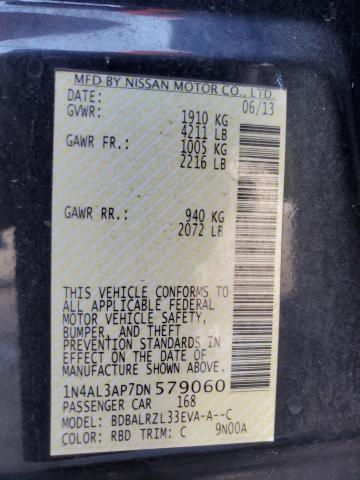 MFD BY NISSAN MOTOR CO., LTD.
DATE: 06/13
GVWR: 1910 KG
4211 LB
GAWR FR.: 1005 KG
2216 LB
GAWR RR.: 940 KG
2072 LB
THIS VEHICLE CONFORMS TO
ALL APPLICABLE FEDERAL
MOTOR VEHICLE SAFETY,
BUMPER, AND THEFT
PREVENTION STANDARDS
IN EFFECT ON THE DATE OF
MANUFACTURE SHOWN ABOVE.
1N4AL3AP7DN 579060
PASSENGER CAR 168
MODEL: BDBALRZL33EVA-A--C
COLOR: RBD TRIM: C 9N00A